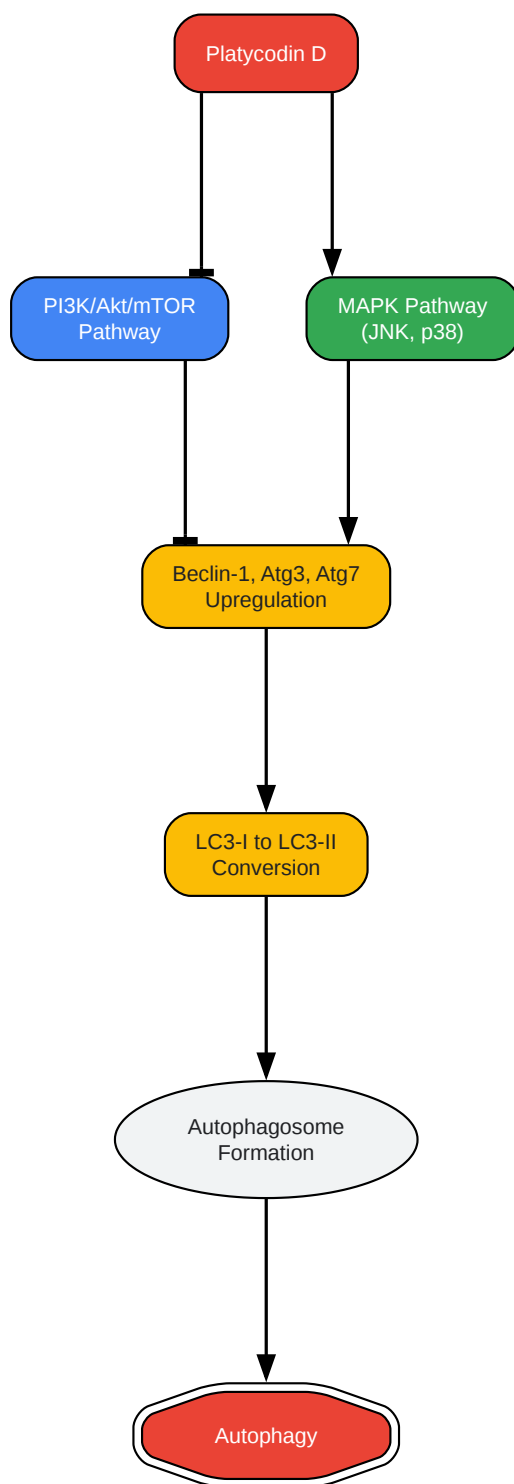 Platycodin D
PI3K/Akt/mTOR
Pathway
MAPK Pathway
(JNK, p38)
Beclin-1, Atg3, Atg7
Upregulation
LC3-I to LC3-II
Conversion
Autophagosome
Formation
Autophagy